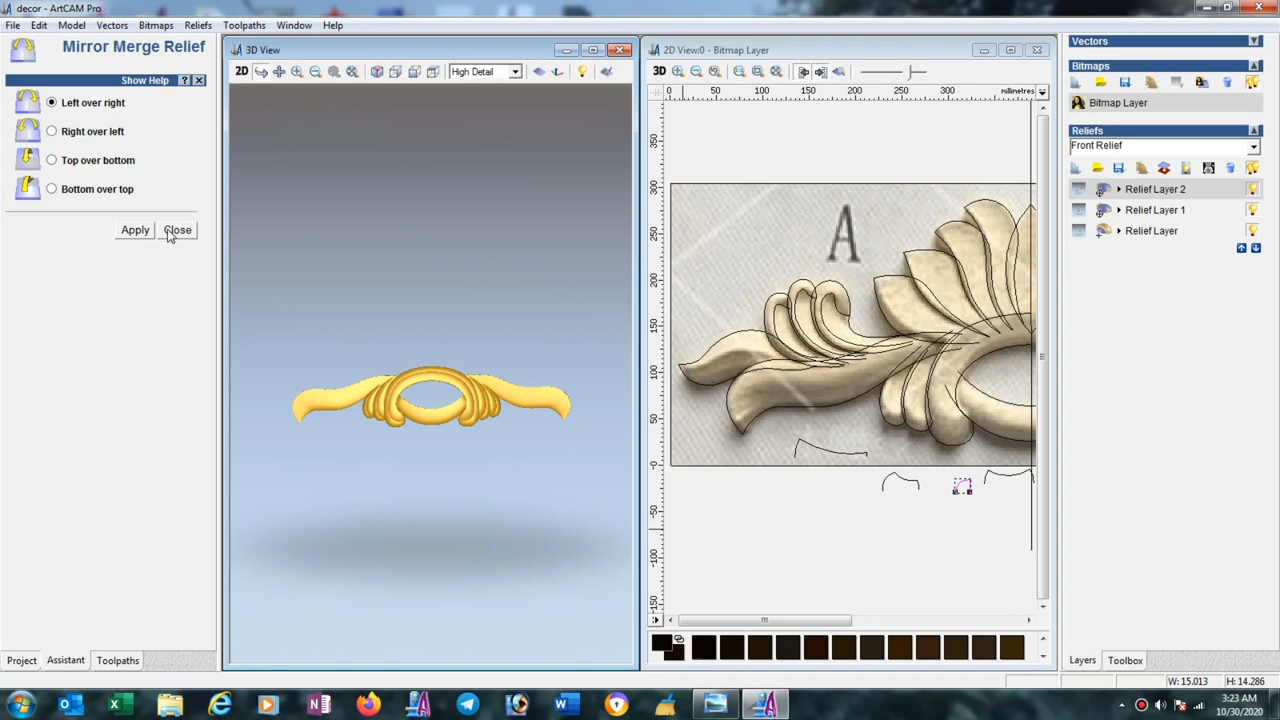 decor - ArtCAM Pro
File Edit Model Vectors Bitmaps Reliefs Toolpaths Window Help
Mirror Merge Relief
Show Help ?
Left over right
Right over left
Top over bottom
Bottom over top
Apply Close
3D View
2D High Detail
2D View:0 - Bitmap Layer
3D
0 50 100 150 200 250 300 millimetres
350
300
250
200
150
100
50
0
-50
-100
-150
A
Vectors
Bitmaps
Bitmap Layer
Reliefs
Front Relief
Relief Layer 2
Relief Layer 1
Relief Layer
Project Assistant Toolpaths
Layers Toolbox
W: 15.013 H: 14.286
3:23 AM
10/30/2020